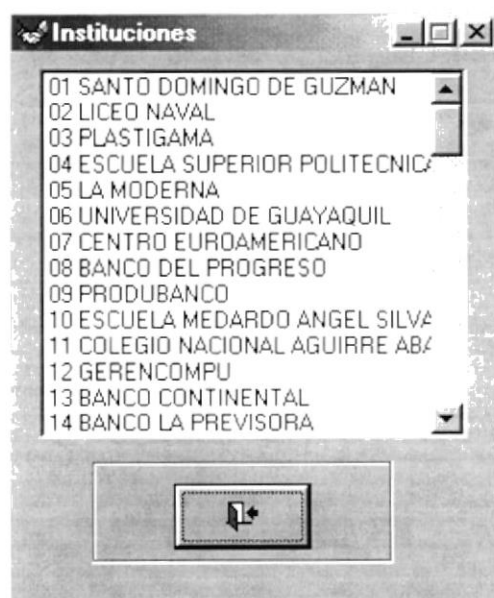 Instituciones
01 SANTO DOMINGO DE GUZMAN
02 LICEO NAVAL
03 PLASTIGAMA
04 ESCUELA SUPERIOR POLITECNICA
05 LA MODERNA
06 UNIVERSIDAD DE GUAYAQUIL
07 CENTRO EUROAMERICANO
08 BANCO DEL PROGRESO
09 PRODUBANCO
10 ESCUELA MEDARDO ANGEL SILVA
11 COLEGIO NACIONAL AGUIRRE ABA
12 GERENCOMPU
13 BANCO CONTINENTAL
14 BANCO LA PREVISORA